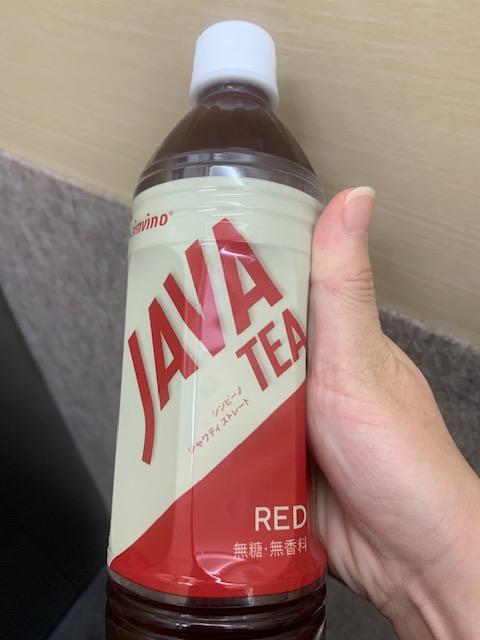 Sinvino®
JAVA
TEA
シンビーノ
ジャワティストレート
RED
無糖・無香料